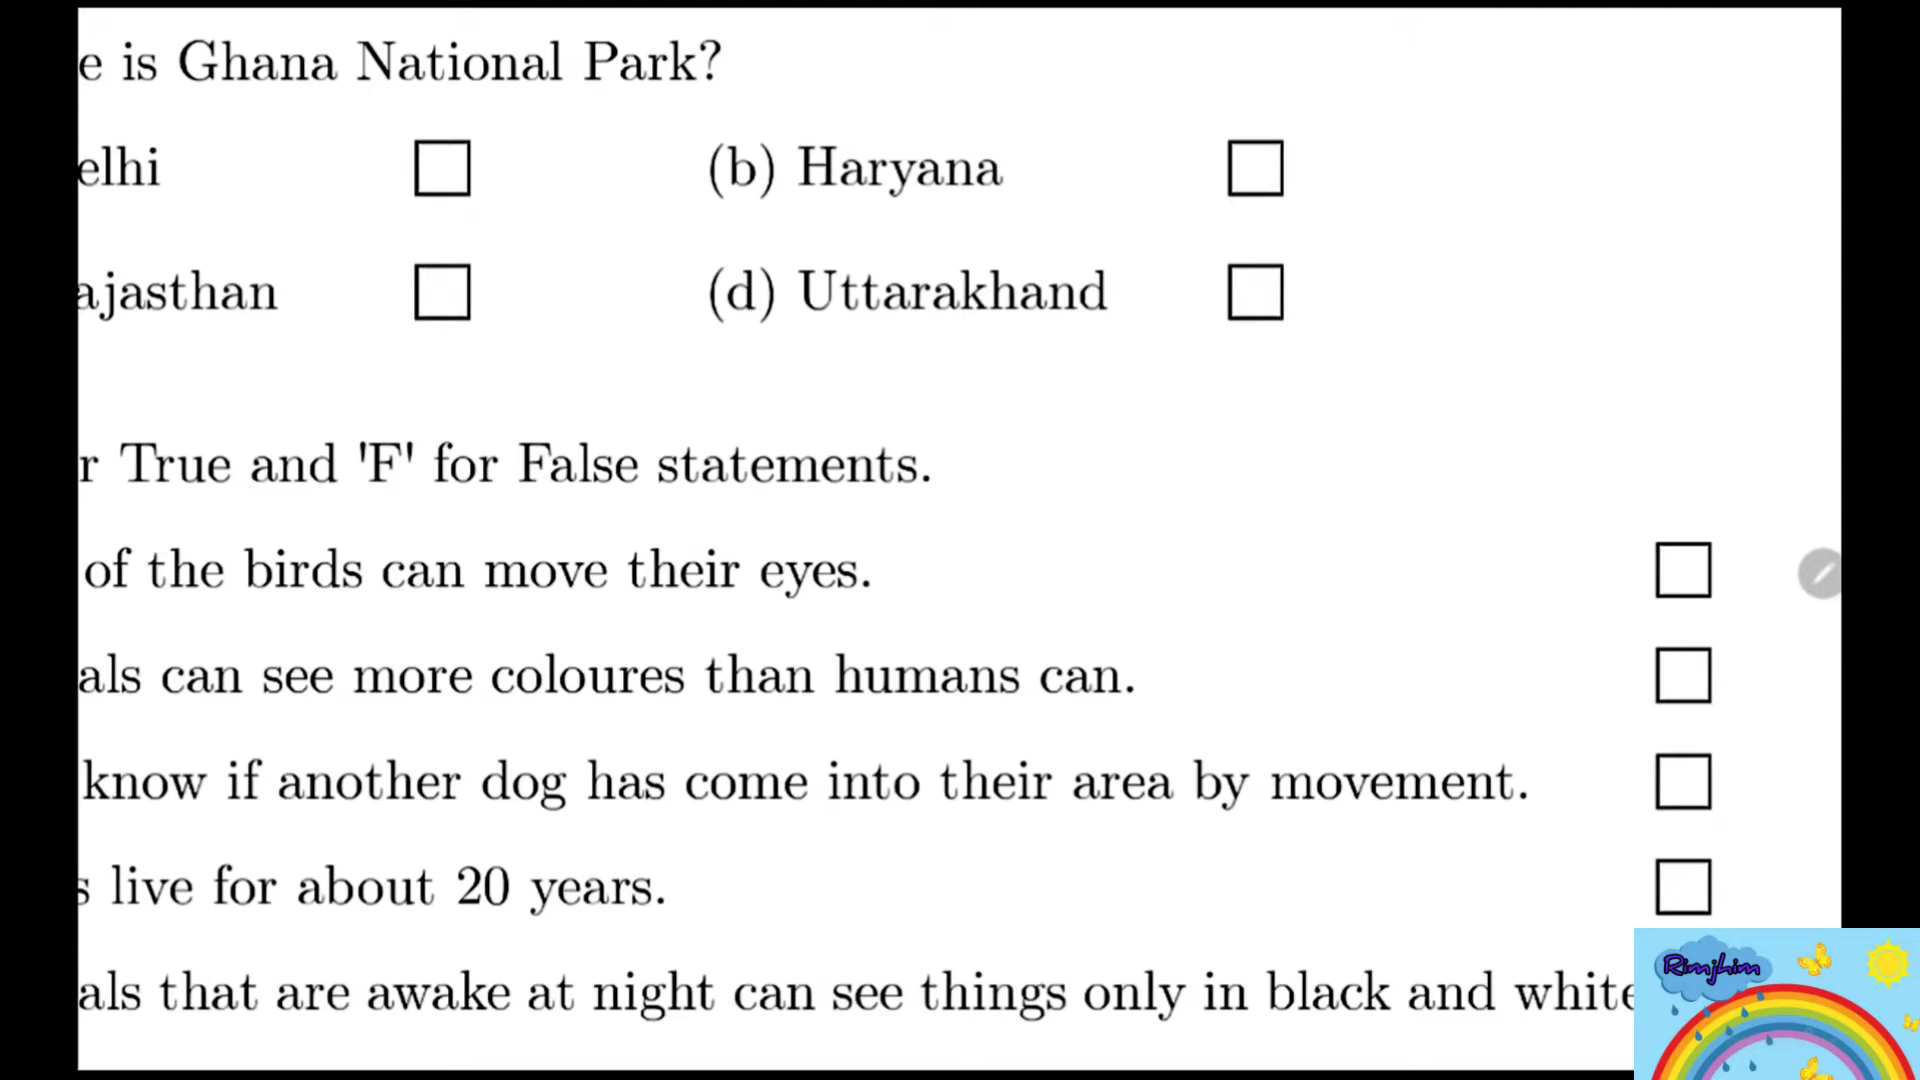 e is Ghana National Park?
elhi (b) Haryana
ajasthan (d) Uttarakhand
r True and 'F' for False statements.
of the birds can move their eyes.
als can see more coloures than humans can.
know if another dog has come into their area by movement.
s live for about 20 years.
als that are awake at night can see things only in black and white
Rimjhim